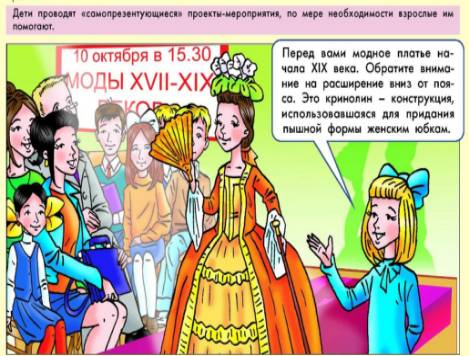 Дети проводят «самопрезентующиеся» проекты-мероприятия, по мере необходимости взрослые им
помогают.
10 октября в 15.30
МОДЫ XVII-XIX
ВЕКОВ
Перед вами модное платье на-
чала XIX века. Обратите внима-
ние на расширение вниз от поя-
са. Это кринолин – конструкция,
использовавшаяся для придания
пышной формы женским юбкам.